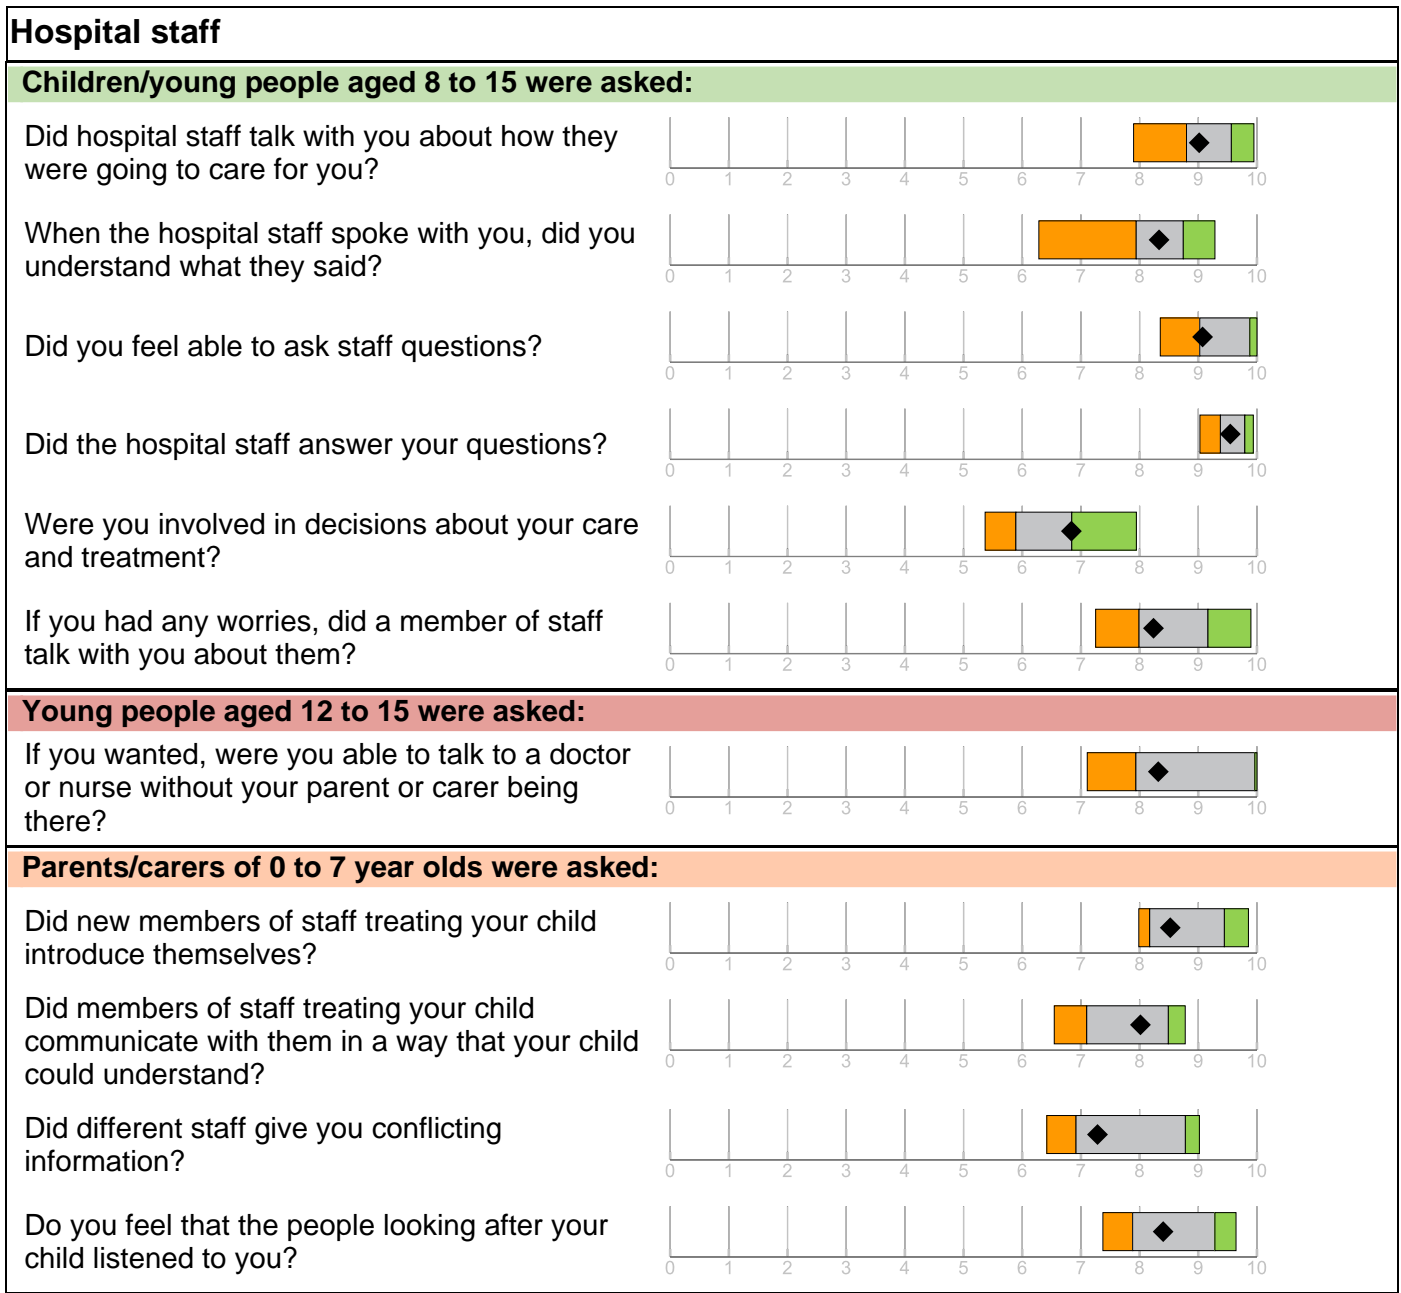 Hospital staff
Children/young people aged 8 to 15 were asked:
Did hospital staff talk with you about how they
were going to care for you?
0 1 2 3 4 5 6 7 8 9 10
When the hospital staff spoke with you, did you
understand what they said?
0 1 2 3 4 5 6 7 8 9 10
Did you feel able to ask staff questions?
0 1 2 3 4 5 6 7 8 9 10
Did the hospital staff answer your questions?
0 1 2 3 4 5 6 7 8 9 10
Were you involved in decisions about your care
and treatment?
0 1 2 3 4 5 6 7 8 9 10
If you had any worries, did a member of staff
talk with you about them?
0 1 2 3 4 5 6 7 8 9 10
Young people aged 12 to 15 were asked:
If you wanted, were you able to talk to a doctor
or nurse without your parent or carer being
there?
0 1 2 3 4 5 6 7 8 9 10
Parents/carers of 0 to 7 year olds were asked:
Did new members of staff treating your child
introduce themselves?
0 1 2 3 4 5 6 7 8 9 10
Did members of staff treating your child
communicate with them in a way that your child
could understand?
0 1 2 3 4 5 6 7 8 9 10
Did different staff give you conflicting
information?
0 1 2 3 4 5 6 7 8 9 10
Do you feel that the people looking after your
child listened to you?
0 1 2 3 4 5 6 7 8 9 10